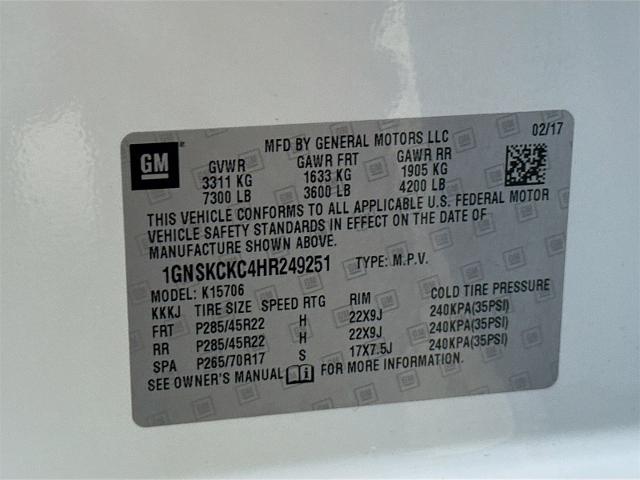 GM
MFD BY GENERAL MOTORS LLC 02/17
GVWR GAWR FRT GAWR RR
3311 KG 1633 KG 1905 KG
7300 LB 3600 LB 4200 LB
THIS VEHICLE CONFORMS TO ALL APPLICABLE U.S. FEDERAL MOTOR
VEHICLE SAFETY STANDARDS IN EFFECT ON THE DATE OF
MANUFACTURE SHOWN ABOVE.
1GNSKCKC4HR249251 TYPE: M.P.V.
MODEL: K15706
KKKJ TIRE SIZE SPEED RTG RIM COLD TIRE PRESSURE
FRT P285/45R22 H 22X9J 240KPA(35PSI)
RR P285/45R22 H 22X9J 240KPA(35PSI)
SPA P265/70R17 S 17X7.5J 240KPA(35PSI)
SEE OWNER'S MANUAL FOR MORE INFORMATION.